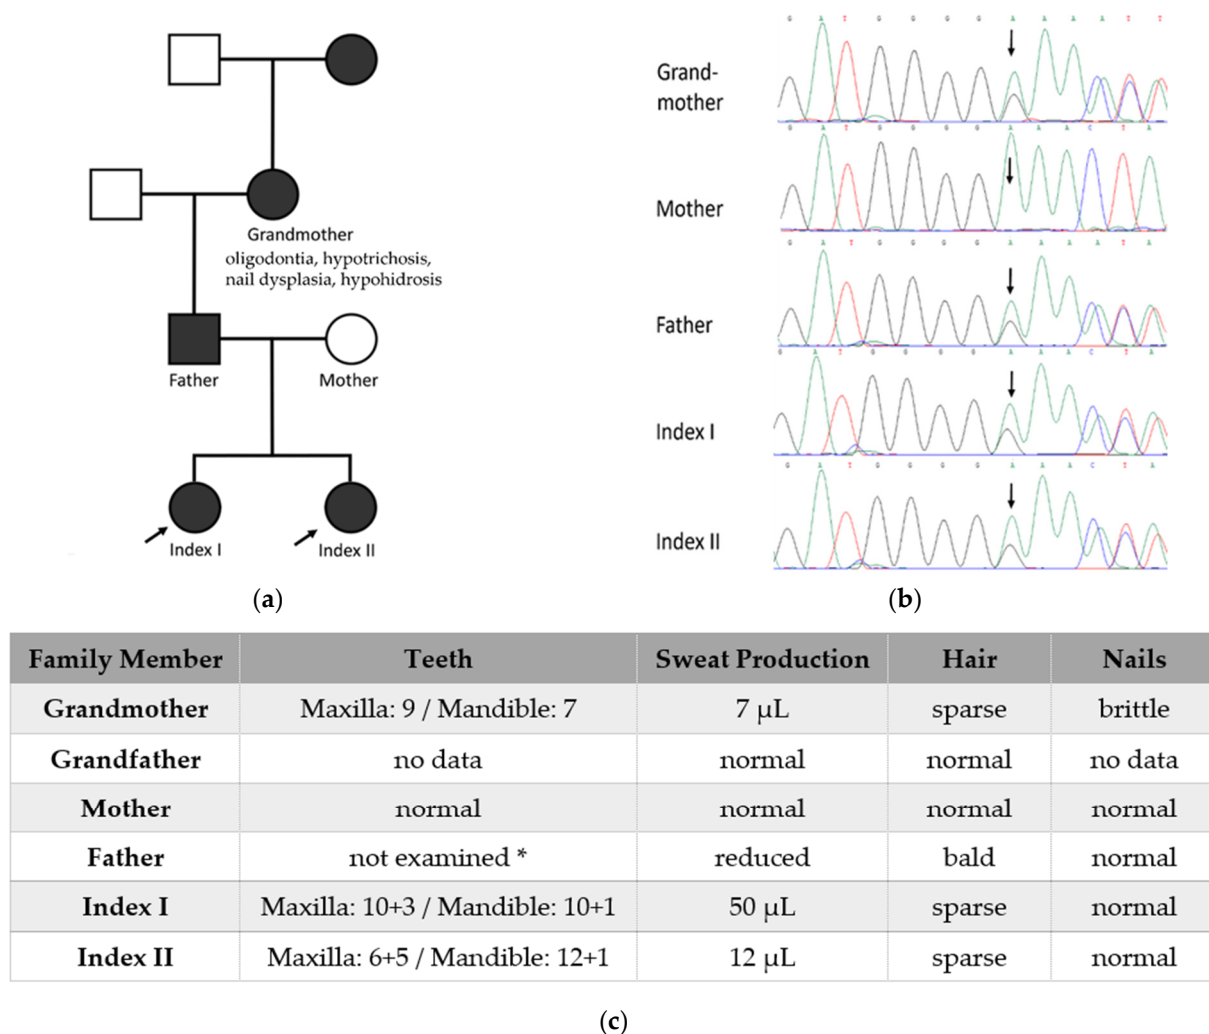 Grandmother
oligodontia, hypotrichosis,
nail dysplasia, hypohidrosis
Father
Mother
Index I
Index II
(a)
G A T G G G G A A A A T T
Grand-
mother
G A T G G G G A A A C T A
Mother
G A T G G G G A A A A T A
Father
G A T G G G G A A A C T A
Index I
G A T G G G G A A A C T A
Index II
(b)
Family Member Teeth Sweat Production Hair Nails
Grandmother Maxilla: 9 / Mandible: 7 7 µL sparse brittle
Grandfather no data normal normal no data
Mother normal normal normal normal
Father not examined * reduced bald normal
Index I Maxilla: 10+3 / Mandible: 10+1 50 µL sparse normal
Index II Maxilla: 6+5 / Mandible: 12+1 12 µL sparse normal
(c)